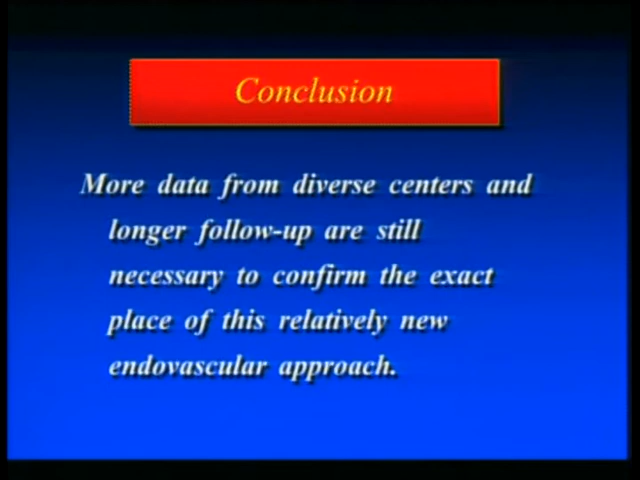 Conclusion
More data from diverse centers and
longer follow-up are still
necessary to confirm the exact
place of this relatively new
endovascular approach.